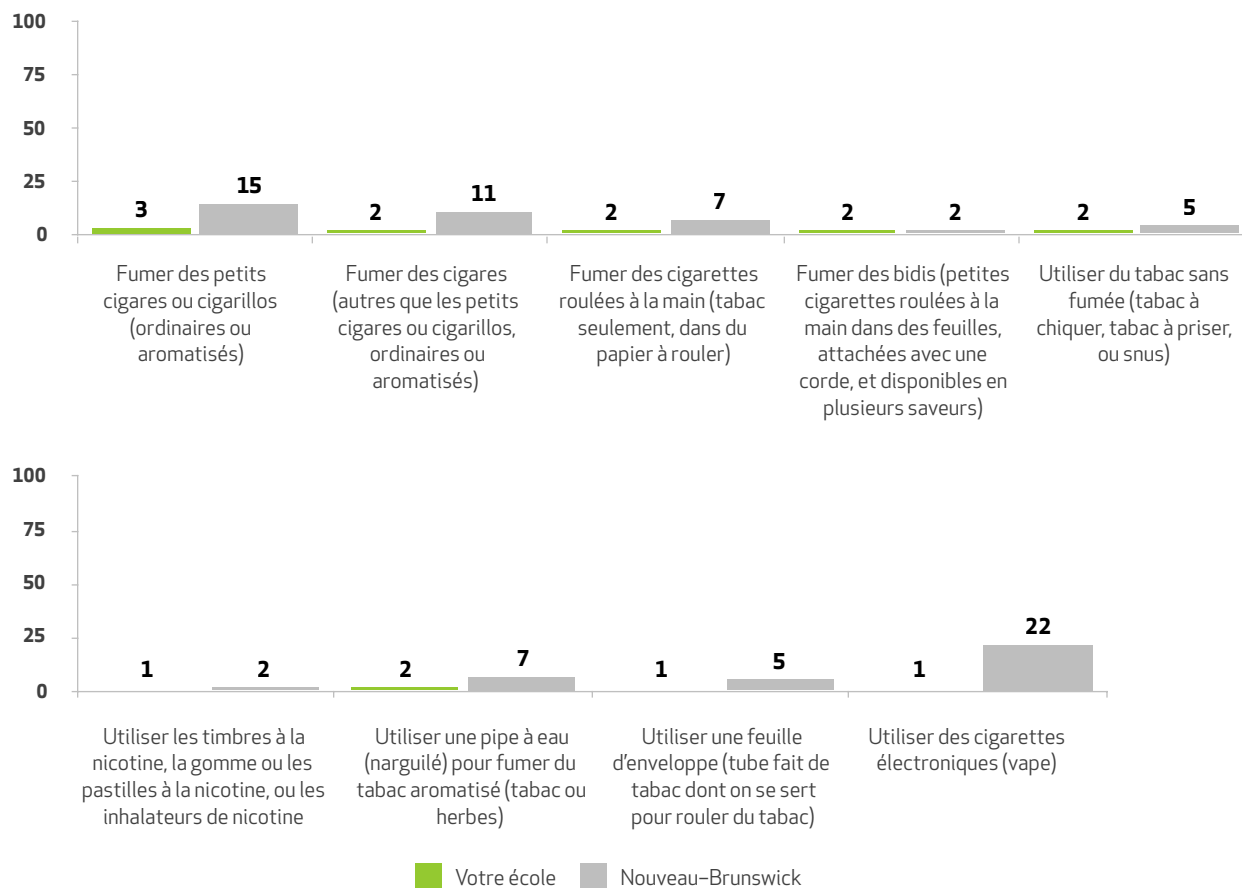 100
75
50
25
0
3 15 2 11 2 7 2 2 2 5
Fumer des petits
cigares ou cigarillos
(ordinaires ou
aromatisés)
Fumer des cigares
(autres que les petits
cigares ou cigarillos,
ordinaires ou
aromatisés)
Fumer des cigarettes
roulées à la main (tabac
seulement, dans du
papier à rouler)
Fumer des bidis (petites
cigarettes roulées à la
main dans des feuilles,
attachées avec une
corde, et disponibles en
plusieurs saveurs)
Utiliser du tabac sans
fumée (tabac à
chiquer, tabac à priser,
ou snus)
100
75
50
25
0
1 2 2 7 1 5 1 22
Utiliser les timbres à la
nicotine, la gomme ou les
pastilles à la nicotine, ou les
inhalateurs de nicotine
Utiliser une pipe à eau
(narguilé) pour fumer du
tabac aromatisé (tabac ou
herbes)
Utiliser une feuille
d'enveloppe (tube fait de
tabac dont on se sert
pour rouler du tabac)
Utiliser des cigarettes
électroniques (vape)
Votre école
Nouveau-Brunswick